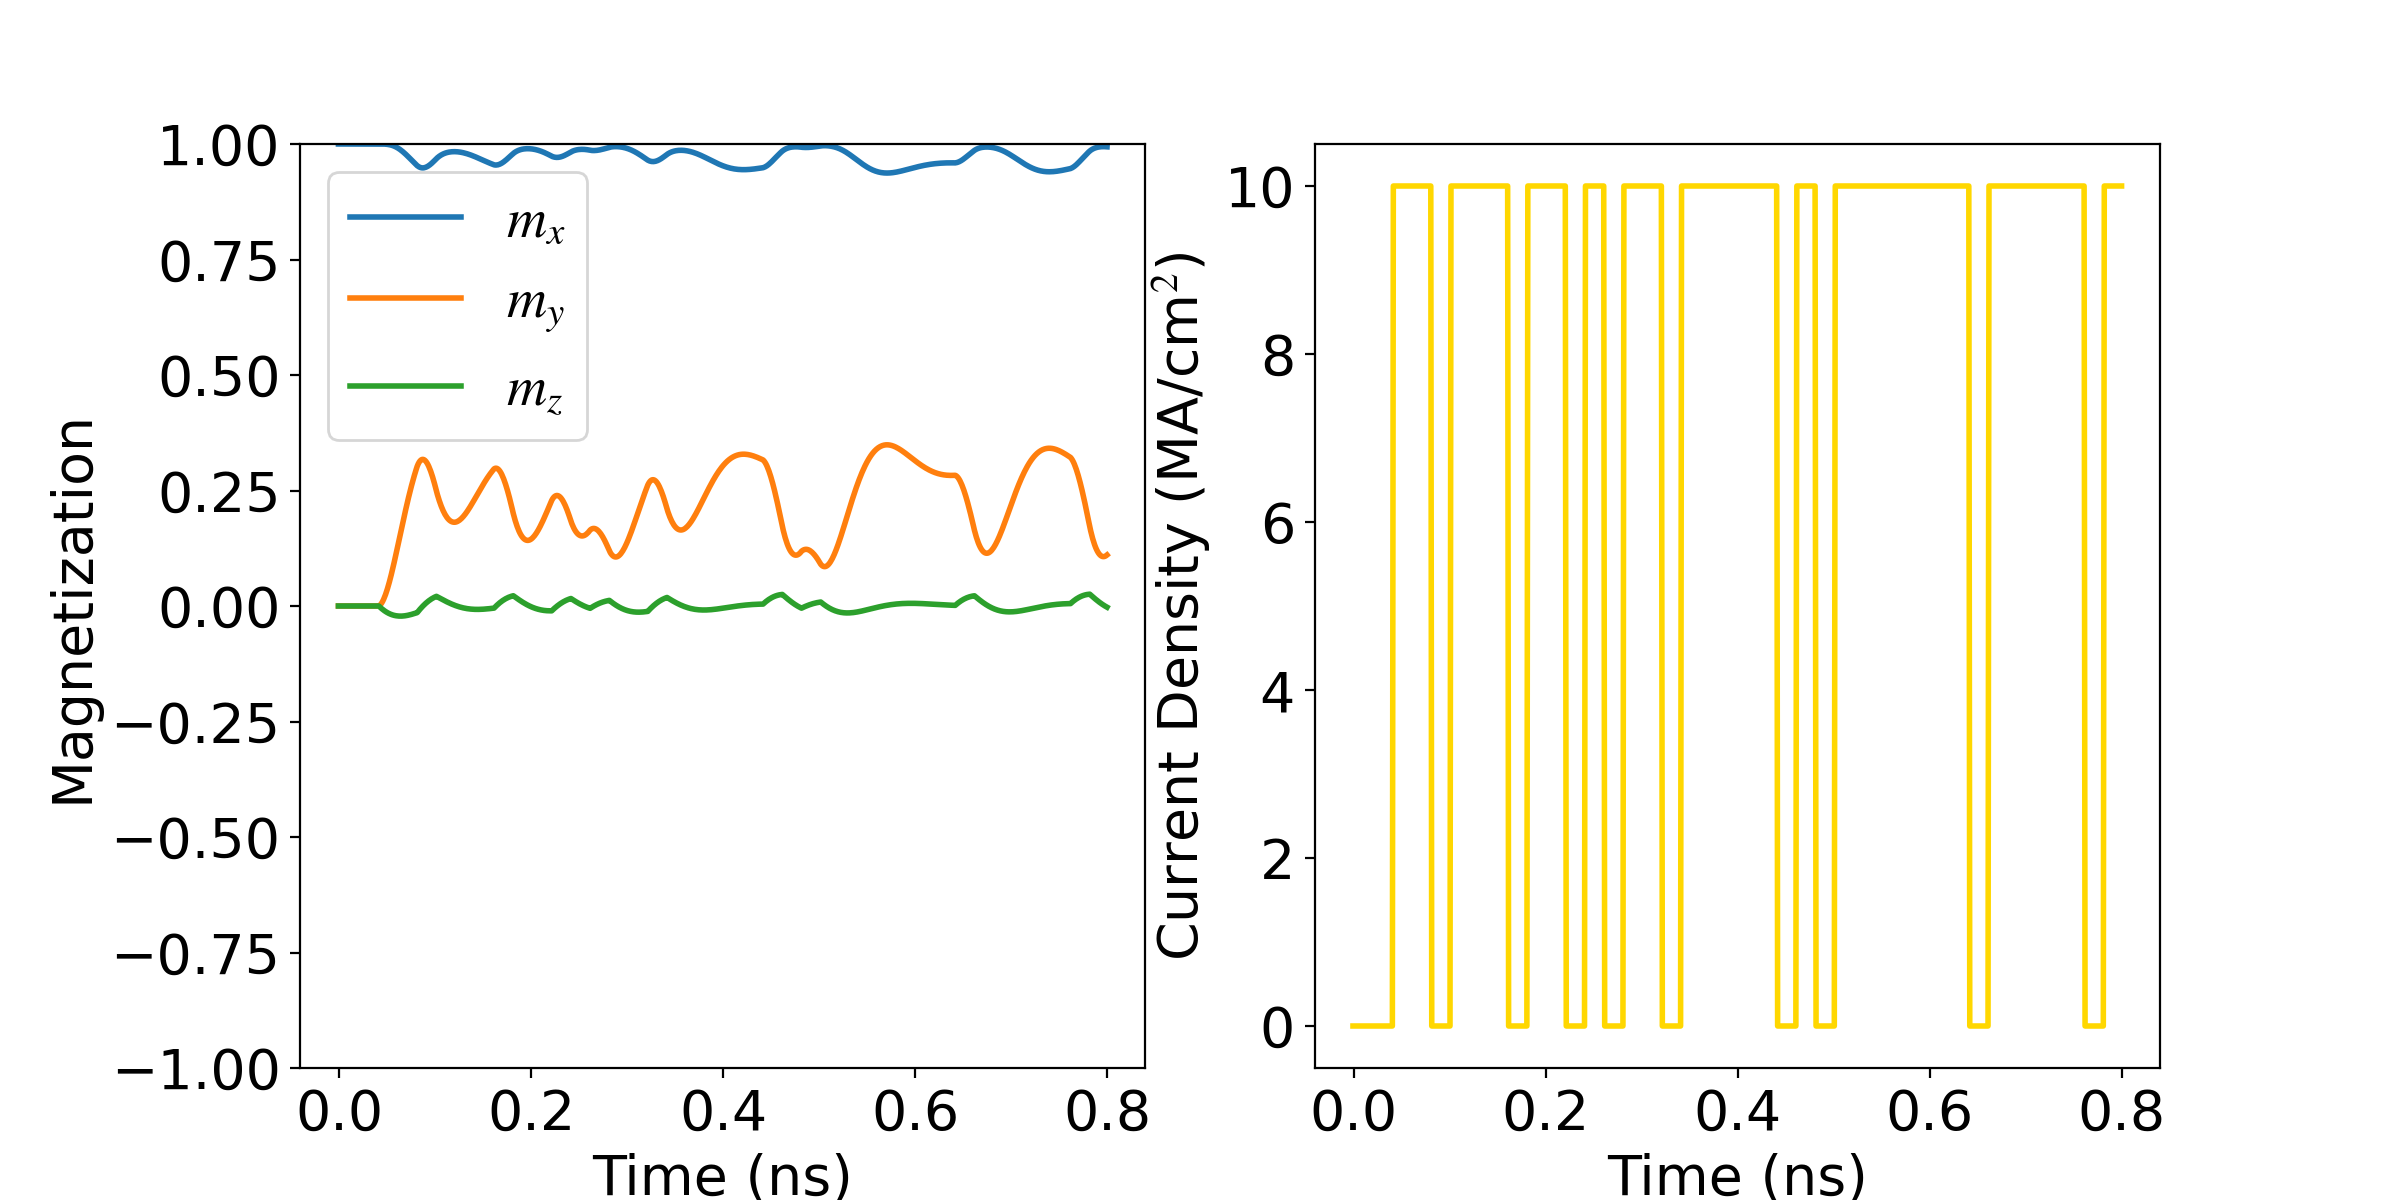 1.00
0.75
0.50
0.25
0.00
−0.25
−0.50
−0.75
−1.00
Magnetization
m_x
m_y
m_z
0.0 0.2 0.4 0.6 0.8
Time (ns)
10
8
6
4
2
0
Current Density (MA/cm²)
0.0 0.2 0.4 0.6 0.8
Time (ns)